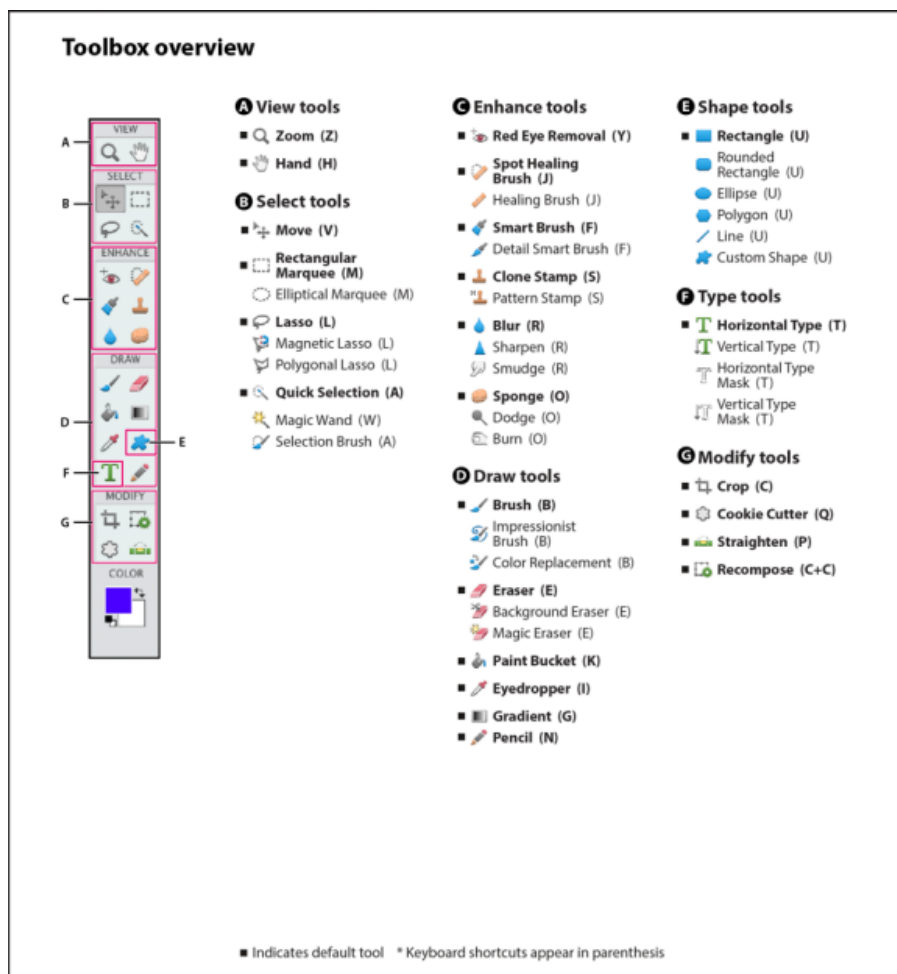 Toolbox overview
VIEW
A
SELECT
B
ENHANCE
C
DRAW
D
E
F
MODIFY
G
COLOR
A View tools
■ Zoom (Z)
■ Hand (H)
B Select tools
■ Move (V)
■ Rectangular
Marquee (M)
Elliptical Marquee (M)
■ Lasso (L)
Magnetic Lasso (L)
Polygonal Lasso (L)
■ Quick Selection (A)
Magic Wand (W)
Selection Brush (A)
C Enhance tools
■ Red Eye Removal (Y)
■ Spot Healing
Brush (J)
Healing Brush (J)
■ Smart Brush (F)
Detail Smart Brush (F)
■ Clone Stamp (S)
Pattern Stamp (S)
■ Blur (R)
Sharpen (R)
Smudge (R)
■ Sponge (O)
Dodge (O)
Burn (O)
D Draw tools
■ Brush (B)
Impressionist
Brush (B)
Color Replacement (B)
■ Eraser (E)
Background Eraser (E)
Magic Eraser (E)
■ Paint Bucket (K)
■ Eyedropper (I)
■ Gradient (G)
■ Pencil (N)
E Shape tools
■ Rectangle (U)
Rounded
Rectangle (U)
Ellipse (U)
Polygon (U)
Line (U)
Custom Shape (U)
F Type tools
■ Horizontal Type (T)
Vertical Type (T)
Horizontal Type
Mask (T)
Vertical Type
Mask (T)
G Modify tools
■ Crop (C)
■ Cookie Cutter (Q)
■ Straighten (P)
■ Recompose (C+C)
■ Indicates default tool * Keyboard shortcuts appear in parenthesis